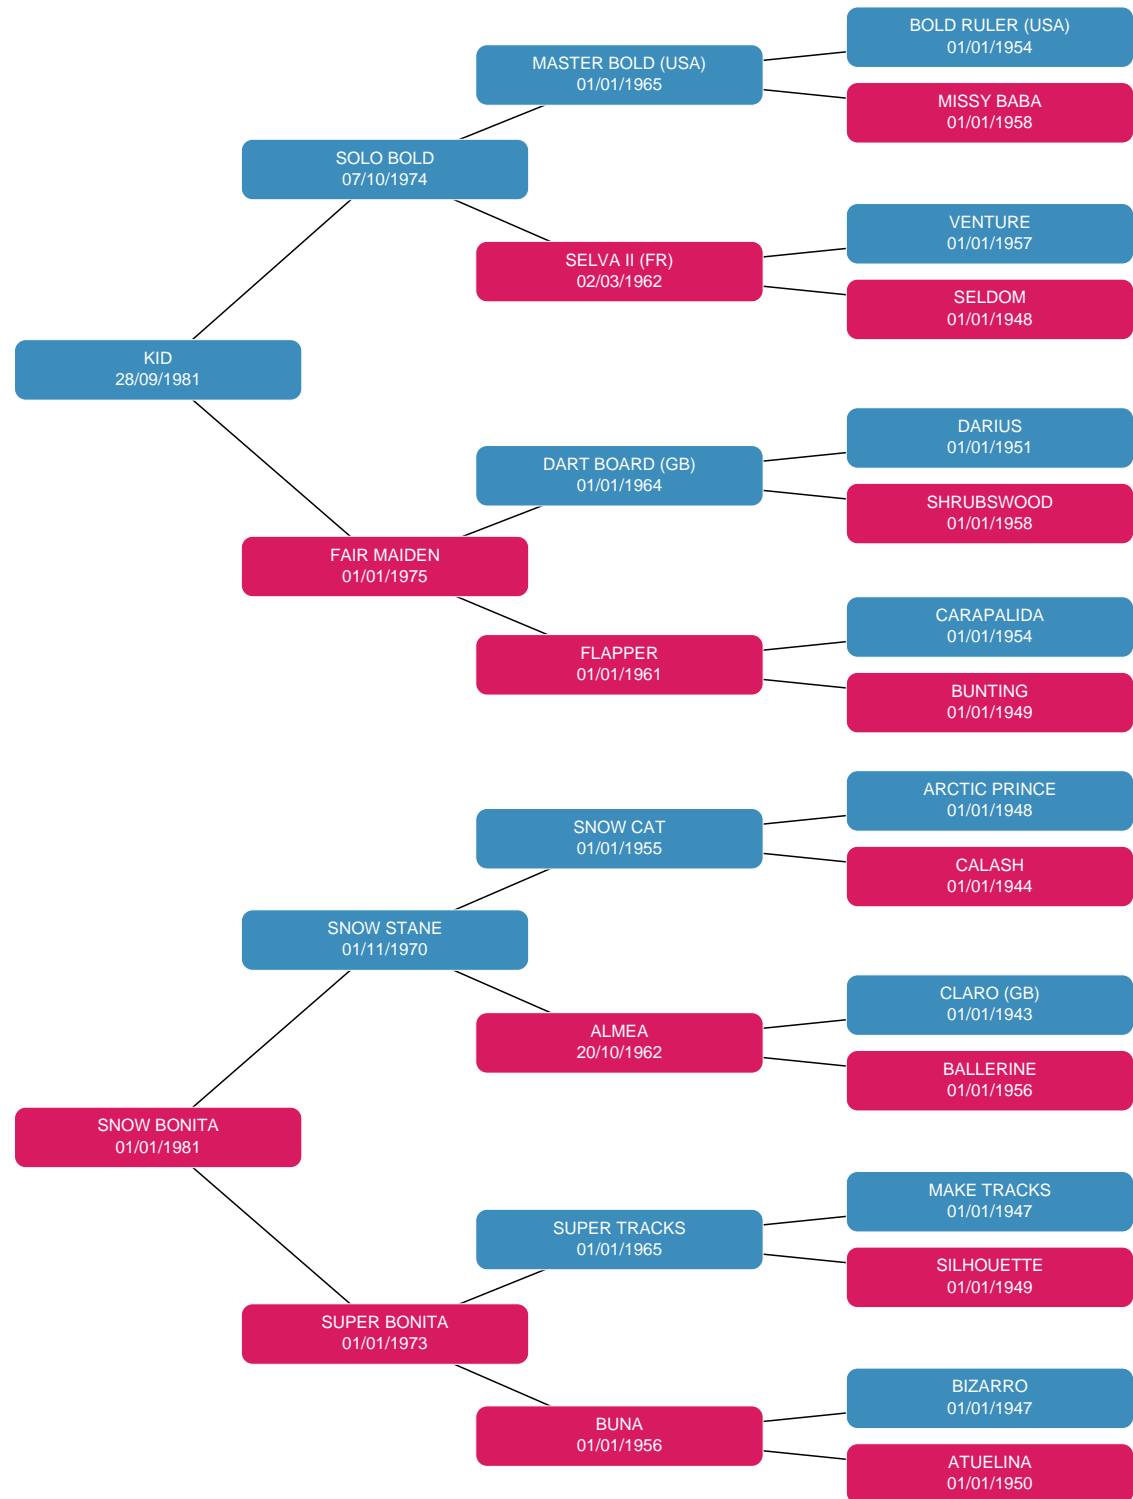 BOLD RULER (USA)
01/01/1954
MASTER BOLD (USA)
01/01/1965
MISSY BABA
01/01/1958
SOLO BOLD
07/10/1974
VENTURE
01/01/1957
SELVA II (FR)
02/03/1962
SELDOM
01/01/1948
KID
28/09/1981
DARIUS
01/01/1951
DART BOARD (GB)
01/01/1964
SHRUBSWOOD
01/01/1958
FAIR MAIDEN
01/01/1975
CARAPALIDA
01/01/1954
FLAPPER
01/01/1961
BUNTING
01/01/1949
ARCTIC PRINCE
01/01/1948
SNOW CAT
01/01/1955
CALASH
01/01/1944
SNOW STANE
01/11/1970
CLARO (GB)
01/01/1943
ALMEA
20/10/1962
BALLERINE
01/01/1956
SNOW BONITA
01/01/1981
MAKE TRACKS
01/01/1947
SUPER TRACKS
01/01/1965
SILHOUETTE
01/01/1949
SUPER BONITA
01/01/1973
BIZARRO
01/01/1947
BUNA
01/01/1956
ATUELINA
01/01/1950